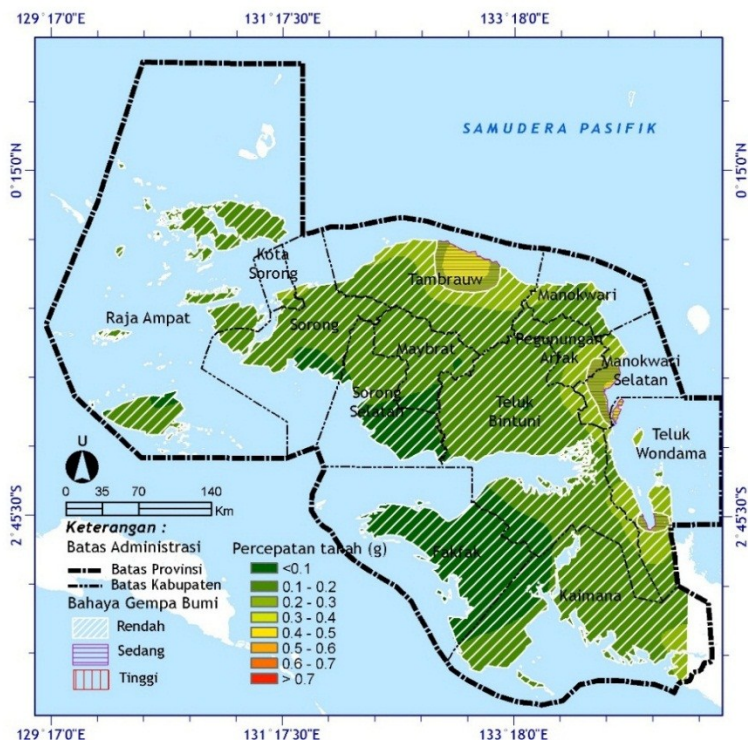 129°17'0"E 131°17'30"E 133°18'0"E
SAMUDERA PASIFIK
0°15'0"N 0°15'0"N
Kota
Sorong
Tambrauw
Manokwari
Raja Ampat
Sorong
Maybrat
Pegunungan
Arfak
Manokwari
Selatan
Sorong
Selatan
Teluk
Bintuni
Teluk
Wondama
U
0 35 70 140
Km
2°45'30"S 2°45'30"S
Keterangan :
Batas Administrasi
Batas Provinsi
Batas Kabupaten
Bahaya Gempa Bumi
Rendah
Sedang
Tinggi
Percepatan tanah (g)
<0.1
0.1 - 0.2
0.2 - 0.3
0.3 - 0.4
0.4 - 0.5
0.5 - 0.6
0.6 - 0.7
> 0.7
Fakfak
Kaimana
129°17'0"E 131°17'30"E 133°18'0"E